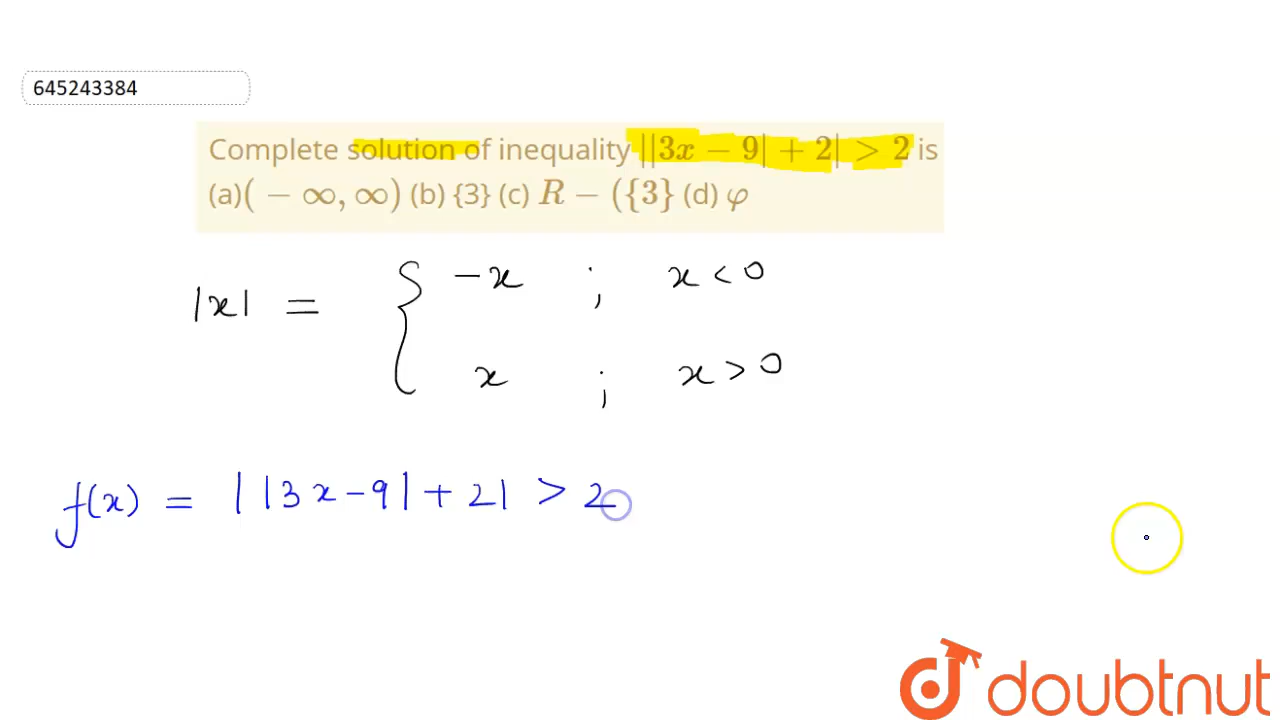 645243384
Complete solution of inequality ||3x − 9| + 2| > 2 is
(a)( − ∞, ∞) (b) {3} (c) R − ({3} (d) φ
|x| = { −x ; x < 0
x ; x > 0
f(x) = | |3x − 9| + 2| > 2
doubtnut